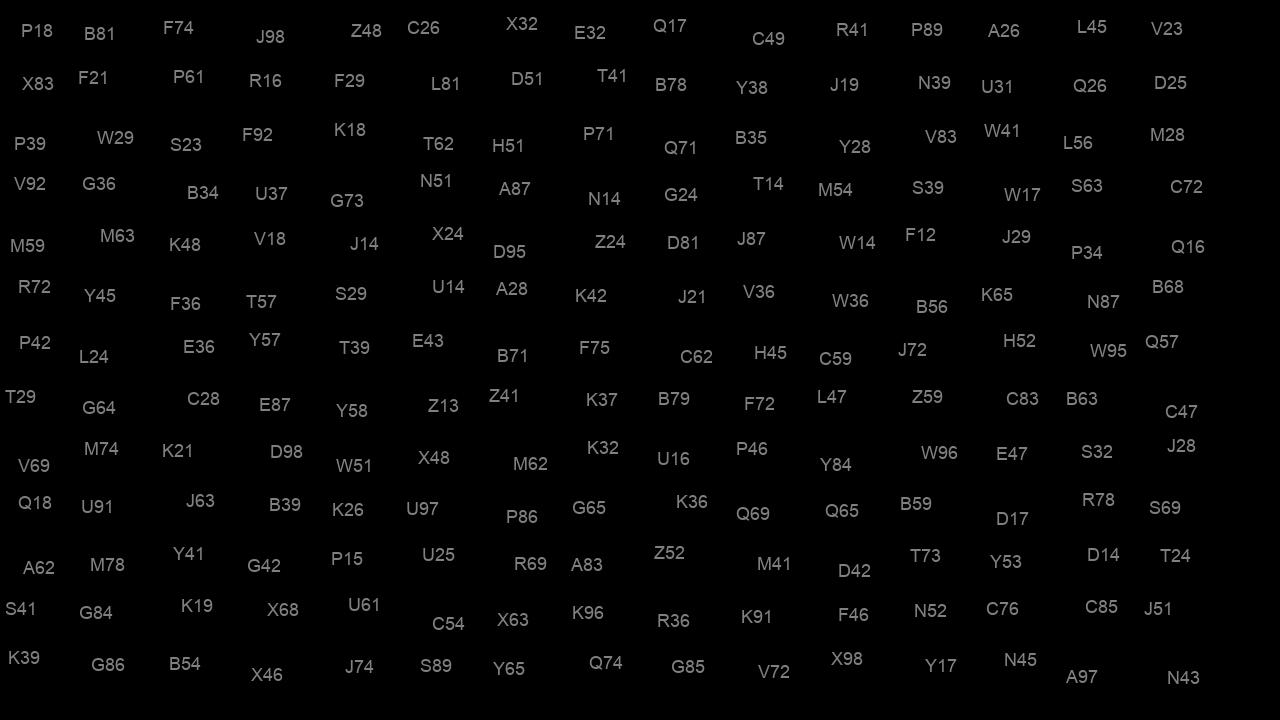 P18 B81 F74 J98 Z48 C26 X32 E32 Q17 C49 R41 P89 A26 L45 V23
X83 F21 P61 R16 F29 L81 D51 T41 B78 Y38 J19 N39 U31 Q26 D25
P39 W29 S23 F92 K18 T62 H51 P71 Q71 B35 Y28 V83 W41 L56 M28
V92 G36 B34 U37 G73 N51 A87 N14 G24 T14 M54 S39 W17 S63 C72
M59 M63 K48 V18 J14 X24 D95 Z24 D81 J87 W14 F12 J29 P34 Q16
R72 Y45 F36 T57 S29 U14 A28 K42 J21 V36 W36 B56 K65 N87 B68
P42 L24 E36 Y57 T39 E43 B71 F75 C62 H45 C59 J72 H52 W95 Q57
T29 G64 C28 E87 Y58 Z13 Z41 K37 B79 F72 L47 Z59 C83 B63 C47
V69 M74 K21 D98 W51 X48 M62 K32 U16 P46 Y84 W96 E47 S32 J28
Q18 U91 J63 B39 K26 U97 P86 G65 K36 Q69 Q65 B59 D17 R78 S69
A62 M78 Y41 G42 P15 U25 R69 A83 Z52 M41 D42 T73 Y53 D14 T24
S41 G84 K19 X68 U61 C54 X63 K96 R36 K91 F46 N52 C76 C85 J51
K39 G86 B54 X46 J74 S89 Y65 Q74 G85 V72 X98 Y17 N45 A97 N43